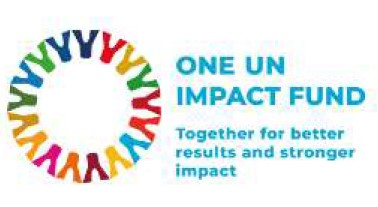 ONE UN
IMPACT FUND
Together for better
results and stronger
impact